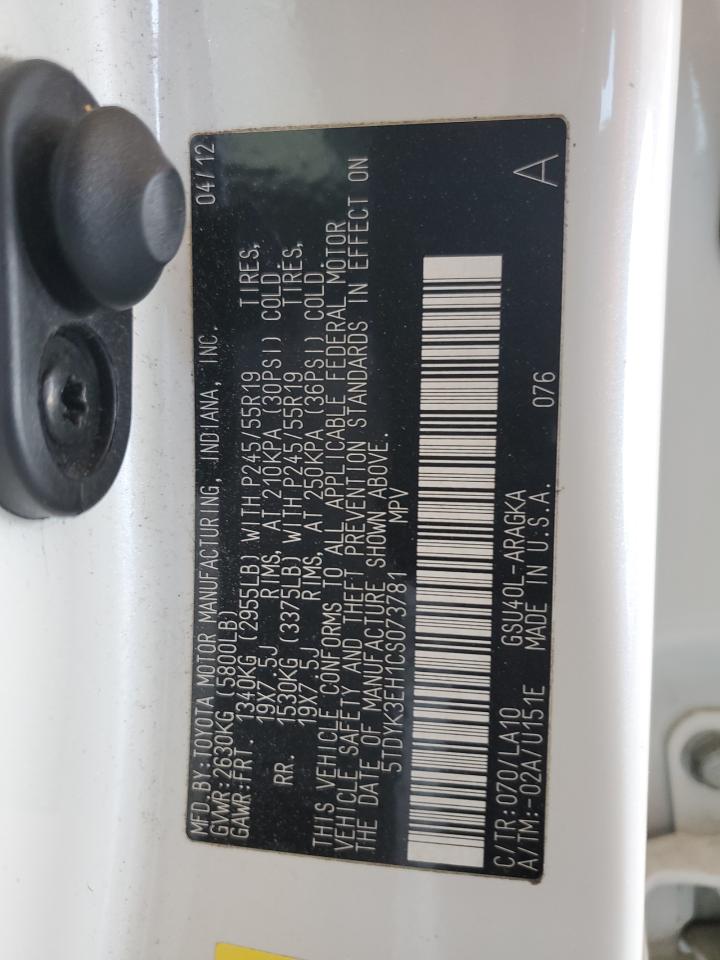 MFD.BY:TOYOTA MOTOR MANUFACTURING, INDIANA, INC. 04/12
GVWR:2630KG (5800LB)
GAWR:FRT. 1340KG (2955LB) WITH P245/55R19 TIRES,
19X7.5J RIMS, AT 210KPA (30PSI) COLD
RR. 1530KG (3375LB) WITH P245/55R19 TIRES,
19X7.5J RIMS, AT 250KPA (36PSI) COLD.
THIS VEHICLE CONFORMS TO ALL APPLICABLE FEDERAL MOTOR
VEHICLE SAFETY AND THEFT PREVENTION STANDARDS IN EFFECT ON
THE DATE OF MANUFACTURE SHOWN ABOVE.
5TDYK3EH1CS073781 MPV
C/TR:070/LA10 GSU40L-ARAGKA 076 A
A/TM:-02A/U151E MADE IN U.S.A.